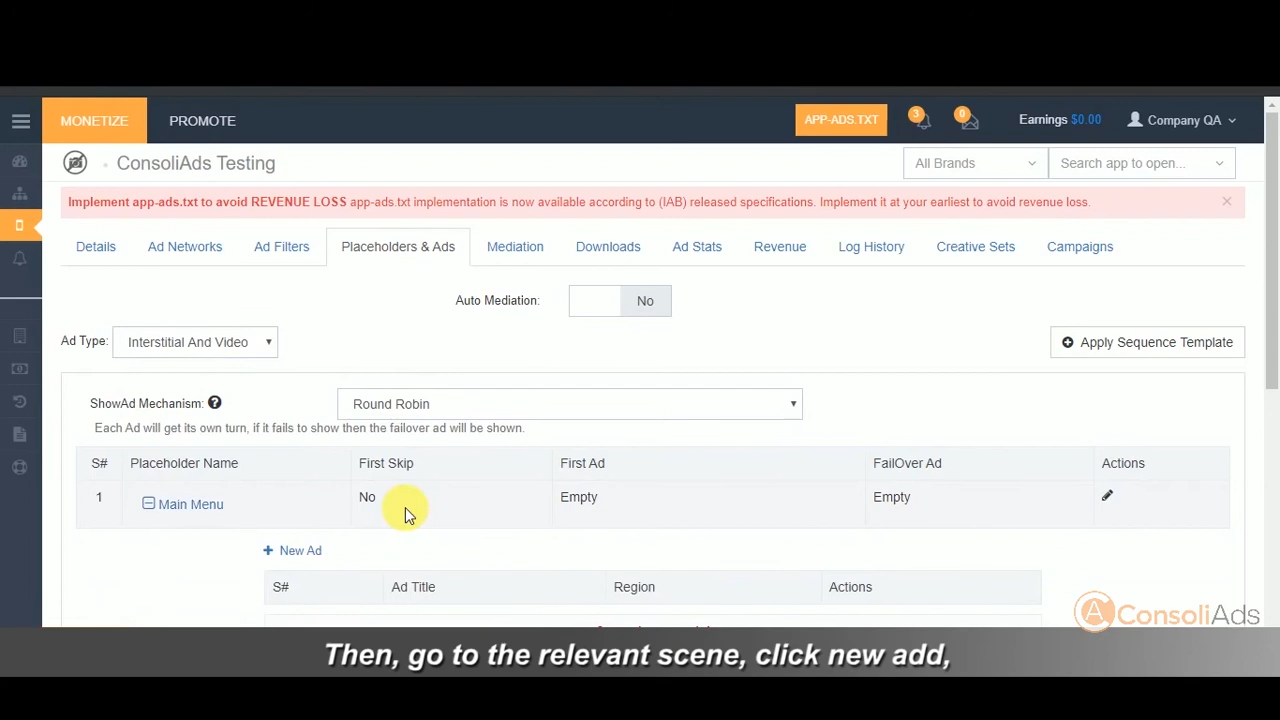 MONETIZE PROMOTE APP-ADS.TXT 3 0 Earnings $0.00 Company QA
ConsoliAds Testing All Brands Search app to open...
Implement app-ads.txt to avoid REVENUE LOSS app-ads.txt implementation is now available according to (IAB) released specifications. Implement it at your earliest to avoid revenue loss. ×
Details Ad Networks Ad Filters Placeholders & Ads Mediation Downloads Ad Stats Revenue Log History Creative Sets Campaigns
Auto Mediation: No
Ad Type: Interstitial And Video Apply Sequence Template
ShowAd Mechanism: Round Robin
Each Ad will get its own turn, if it fails to show then the failover ad will be shown.
S# Placeholder Name First Skip First Ad FailOver Ad Actions
1 Main Menu No Empty Empty
+ New Ad
S# Ad Title Region Actions
ConsoliAds
Then, go to the relevant scene, click new add,